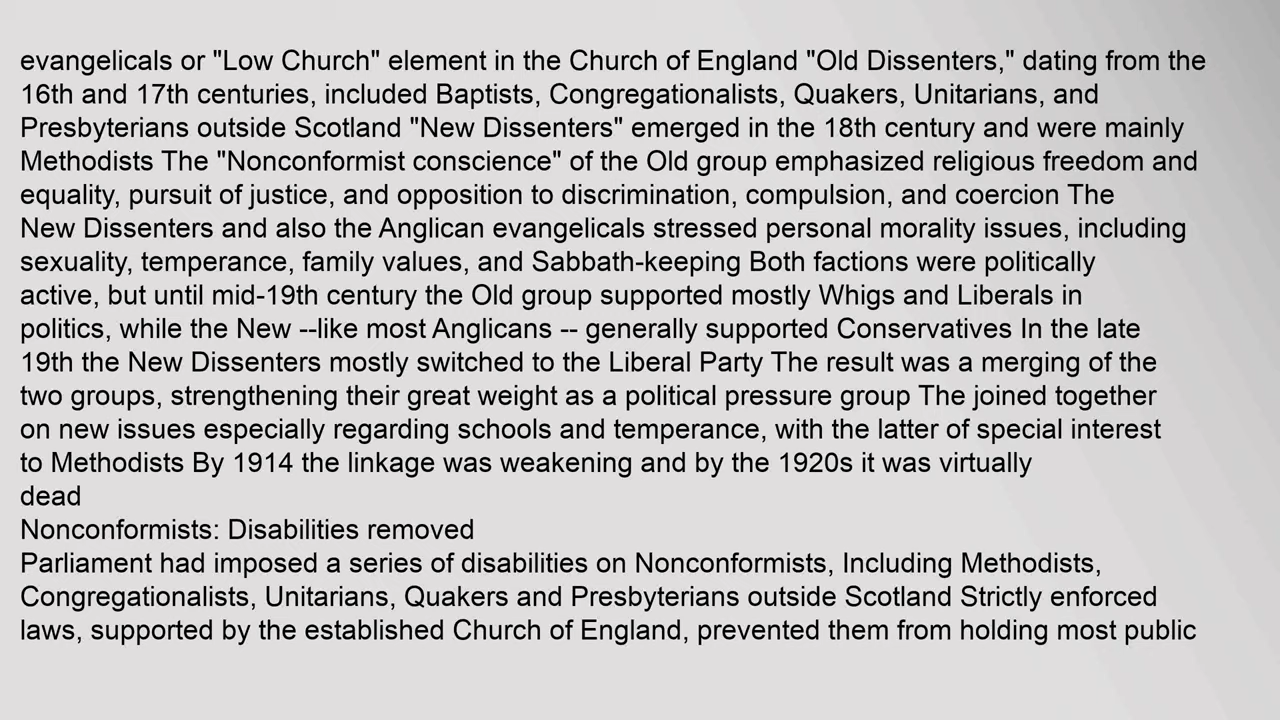 evangelicals or "Low Church" element in the Church of England "Old Dissenters," dating from the
16th and 17th centuries, included Baptists, Congregationalists, Quakers, Unitarians, and
Presbyterians outside Scotland "New Dissenters" emerged in the 18th century and were mainly
Methodists The "Nonconformist conscience" of the Old group emphasized religious freedom and
equality, pursuit of justice, and opposition to discrimination, compulsion, and coercion The
New Dissenters and also the Anglican evangelicals stressed personal morality issues, including
sexuality, temperance, family values, and Sabbath-keeping Both factions were politically
active, but until mid-19th century the Old group supported mostly Whigs and Liberals in
politics, while the New --like most Anglicans -- generally supported Conservatives In the late
19th the New Dissenters mostly switched to the Liberal Party The result was a merging of the
two groups, strengthening their great weight as a political pressure group The joined together
on new issues especially regarding schools and temperance, with the latter of special interest
to Methodists By 1914 the linkage was weakening and by the 1920s it was virtually
dead
Nonconformists: Disabilities removed
Parliament had imposed a series of disabilities on Nonconformists, Including Methodists,
Congregationalists, Unitarians, Quakers and Presbyterians outside Scotland Strictly enforced
laws, supported by the established Church of England, prevented them from holding most public